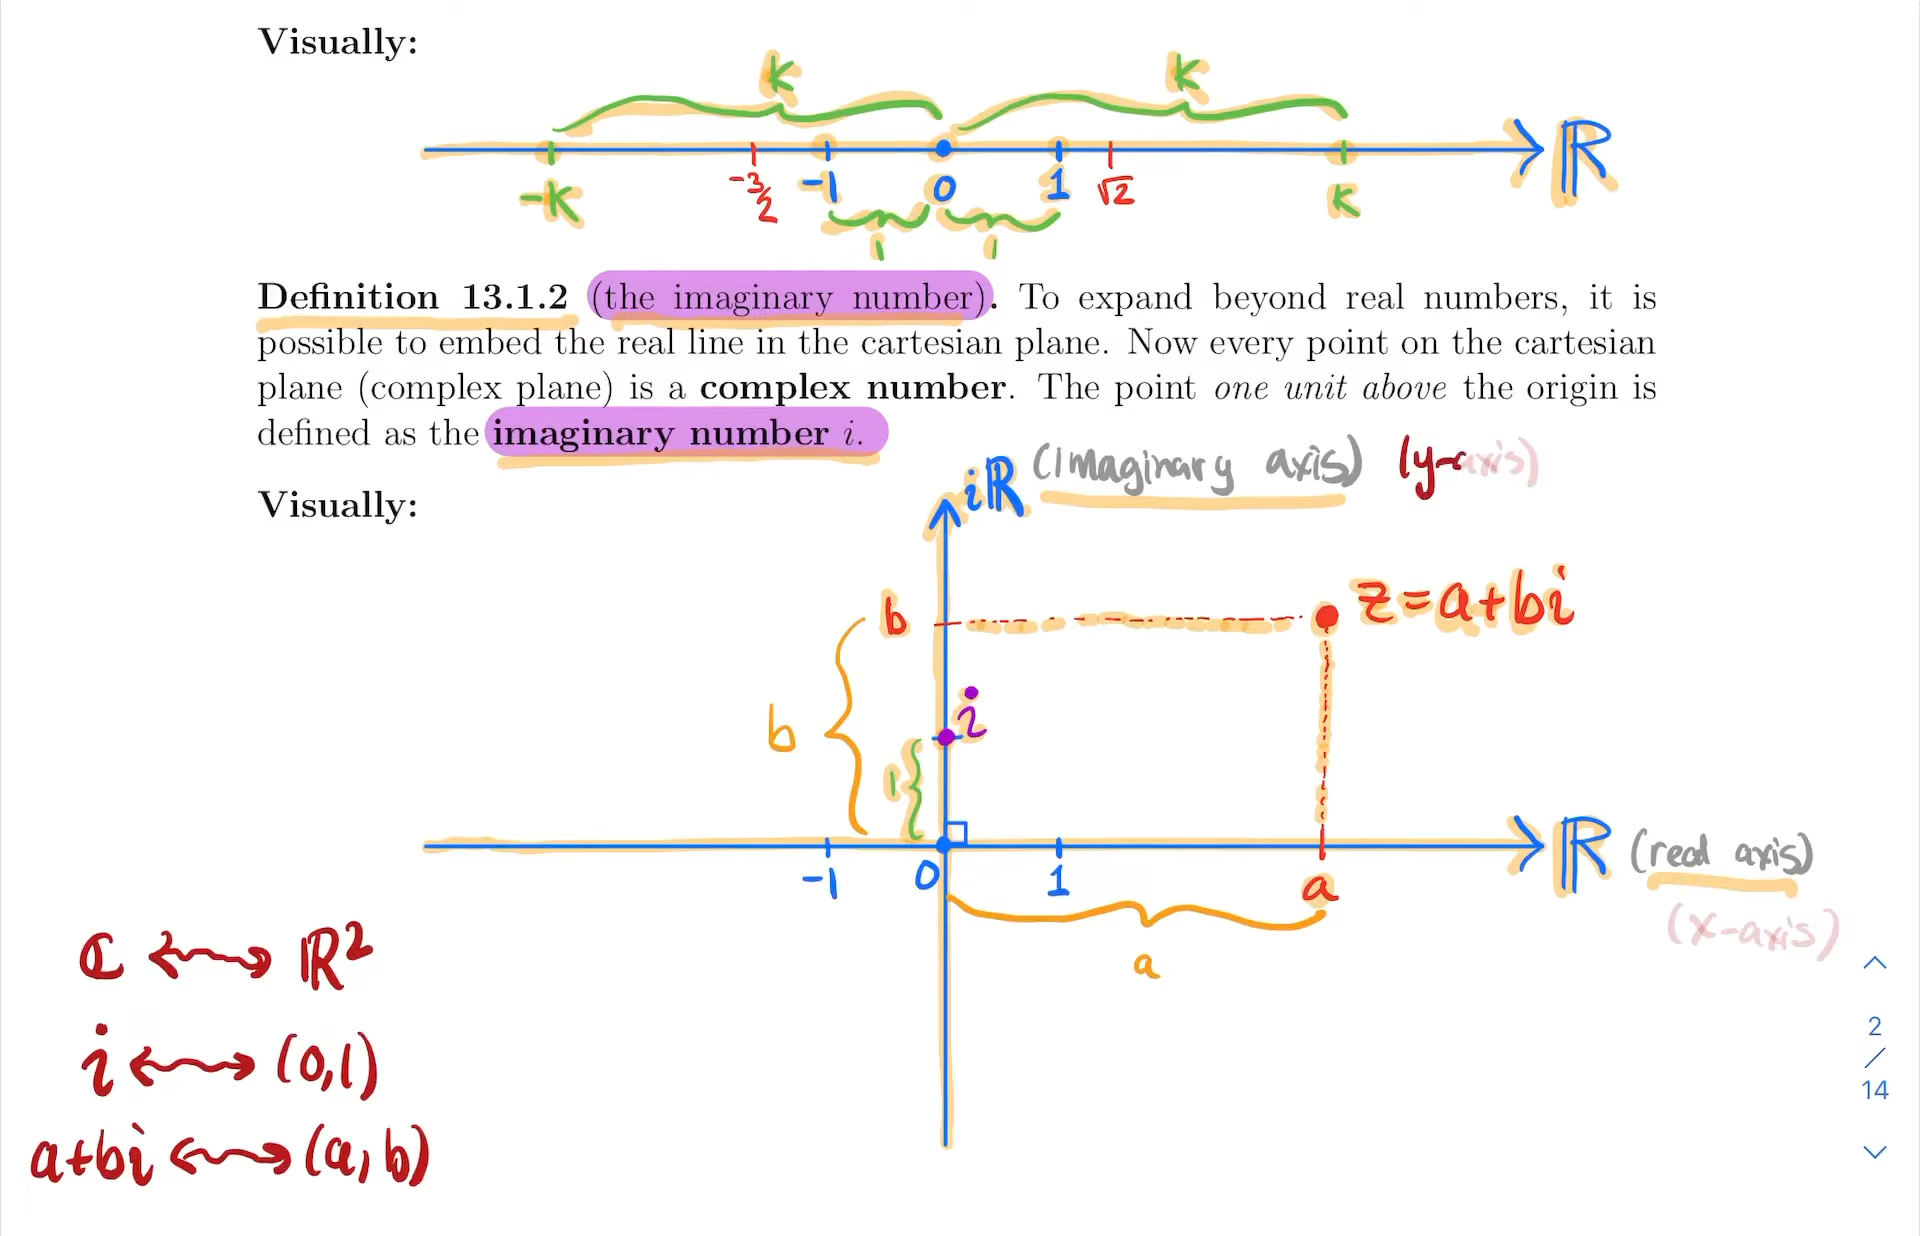 Visually:
k k
ℝ
-k -3/2 -1 0 1 √2 k
1 1
Definition 13.1.2 (the imaginary number). To expand beyond real numbers, it is
possible to embed the real line in the cartesian plane. Now every point on the cartesian
plane (complex plane) is a complex number. The point one unit above the origin is
defined as the imaginary number i.
iℝ (Imaginary axis) (y-axis)
Visually:
b z=a+bi
i
b
1
ℝ (real axis)
-1 0 1 a
(x-axis)
a
ℂ ⟷ ℝ²
i ⟷ (0,1)
a+bi ⟷ (a,b)
2
/
14